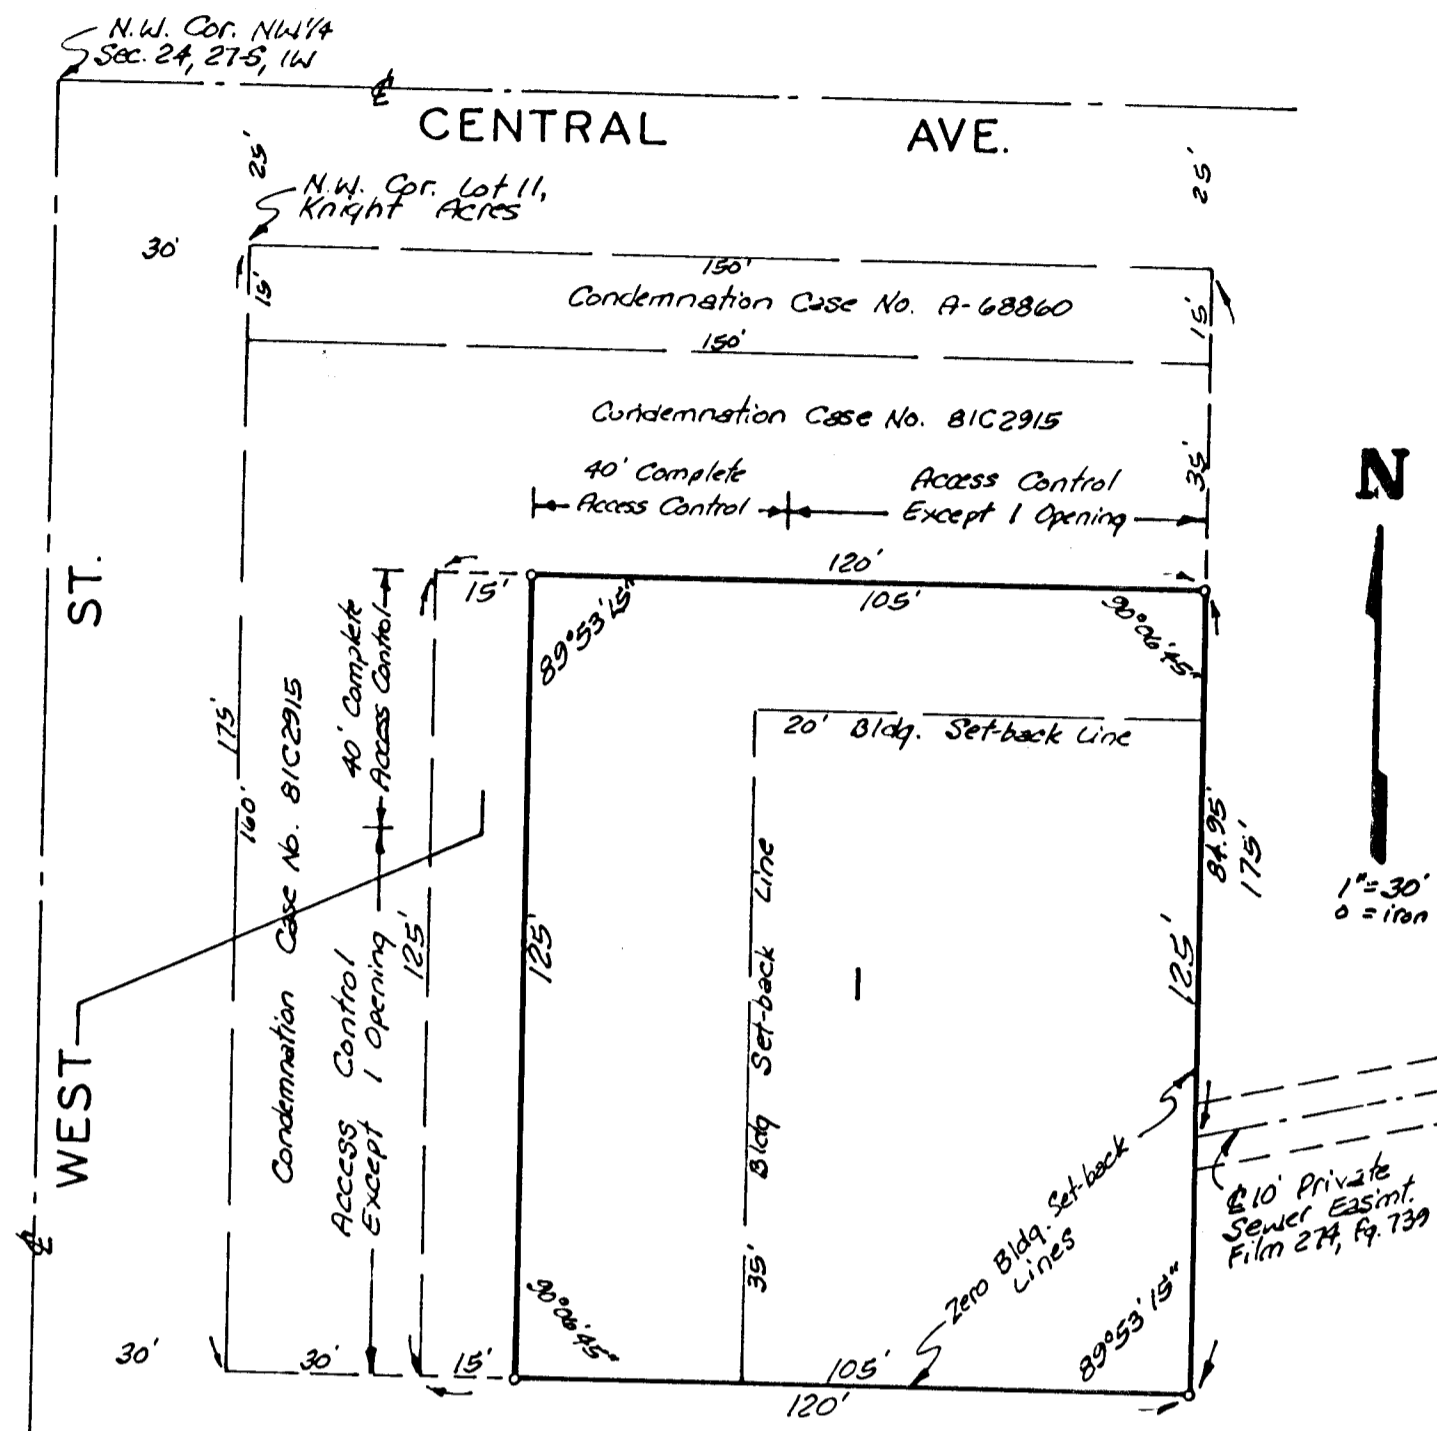 N.W. Cor. NW 1/4
Sec. 24, 27-S, 1W
℄
CENTRAL AVE.
25'
25'
N.W. Cor. Lot 11,
Knight Acres
30'
15'
150'
Condemnation Case No. A-68860
15'
150'
Condemnation Case No. 81C2915
35'
40' Complete
Access Control
Access Control
Except 1 Opening
N
120'
15'
105'
89°53'15"
90°06'45"
ST.
40' Complete
Access Control
175'
160'
Condemnation Case No. 81C2915
20' Bldg. Set-back Line
84.95'
175'
1"=30'
o = iron
125'
125'
125'
Access Control
Except 1 Opening
35' Bldg Set-back Line
1
WEST
℄
℄ 10' Private
Sewer Easmt.
Film 274, Pg. 739
Zero Bldg. Set-back
Lines
90°06'45"
89°53'15"
30'
30'
15'
105'
120'